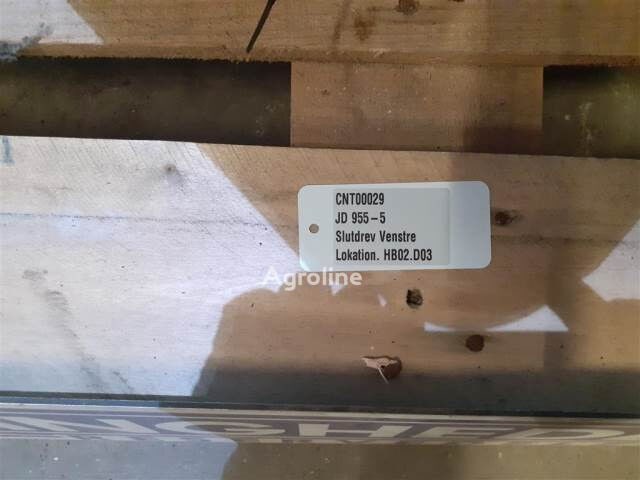 CNT00029
JD 955-5
Slutdrev Venstre
Lokation. HB02.D03
Agroline